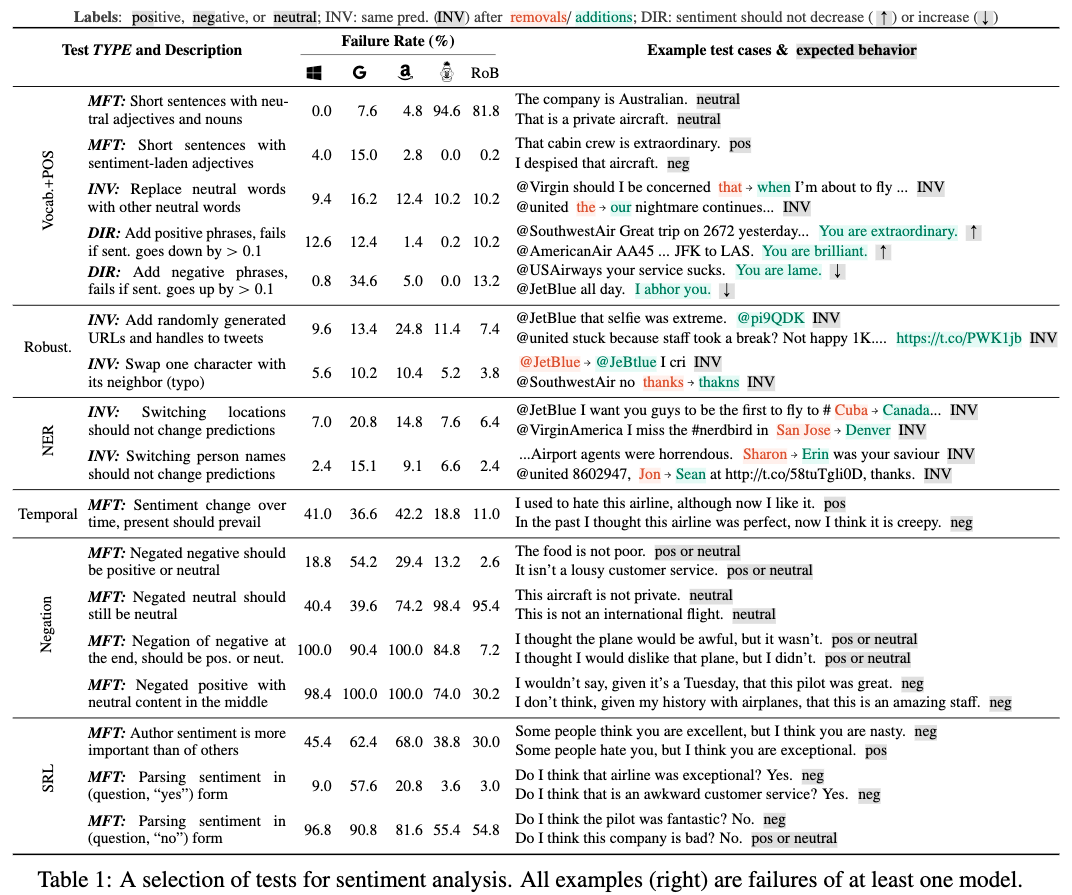 Labels: positive, negative, or neutral; INV: same pred. (INV) after removals/ additions; DIR: sentiment should not decrease ( ↑ ) or increase ( ↓ )
Test TYPE and Description
Failure Rate (%)
Example test cases & expected behavior
G a RoB
Vocab.+POS
MFT: Short sentences with neu-
tral adjectives and nouns
0.0 7.6 4.8 94.6 81.8
The company is Australian. neutral
That is a private aircraft. neutral
MFT: Short sentences with
sentiment-laden adjectives
4.0 15.0 2.8 0.0 0.2
That cabin crew is extraordinary. pos
I despised that aircraft. neg
INV: Replace neutral words
with other neutral words
9.4 16.2 12.4 10.2 10.2
@Virgin should I be concerned that → when I'm about to fly ... INV
@united the → our nightmare continues... INV
DIR: Add positive phrases, fails
if sent. goes down by > 0.1
12.6 12.4 1.4 0.2 10.2
@SouthwestAir Great trip on 2672 yesterday... You are extraordinary. ↑
@AmericanAir AA45 ... JFK to LAS. You are brilliant. ↑
DIR: Add negative phrases,
fails if sent. goes up by > 0.1
0.8 34.6 5.0 0.0 13.2
@USAirways your service sucks. You are lame. ↓
@JetBlue all day. I abhor you. ↓
Robust.
INV: Add randomly generated
URLs and handles to tweets
9.6 13.4 24.8 11.4 7.4
@JetBlue that selfie was extreme. @pi9QDK INV
@united stuck because staff took a break? Not happy 1K.... https://t.co/PWK1jb INV
INV: Swap one character with
its neighbor (typo)
5.6 10.2 10.4 5.2 3.8
@JetBlue → @JeBtlue I cri INV
@SouthwestAir no thanks → thakns INV
NER
INV: Switching locations
should not change predictions
7.0 20.8 14.8 7.6 6.4
@JetBlue I want you guys to be the first to fly to # Cuba → Canada... INV
@VirginAmerica I miss the #nerdbird in San Jose → Denver INV
INV: Switching person names
should not change predictions
2.4 15.1 9.1 6.6 2.4
...Airport agents were horrendous. Sharon → Erin was your saviour INV
@united 8602947, Jon → Sean at http://t.co/58tuTgli0D, thanks. INV
Temporal
MFT: Sentiment change over
time, present should prevail
41.0 36.6 42.2 18.8 11.0
I used to hate this airline, although now I like it. pos
In the past I thought this airline was perfect, now I think it is creepy. neg
Negation
MFT: Negated negative should
be positive or neutral
18.8 54.2 29.4 13.2 2.6
The food is not poor. pos or neutral
It isn't a lousy customer service. pos or neutral
MFT: Negated neutral should
still be neutral
40.4 39.6 74.2 98.4 95.4
This aircraft is not private. neutral
This is not an international flight. neutral
MFT: Negation of negative at
the end, should be pos. or neut.
100.0 90.4 100.0 84.8 7.2
I thought the plane would be awful, but it wasn't. pos or neutral
I thought I would dislike that plane, but I didn't. pos or neutral
MFT: Negated positive with
neutral content in the middle
98.4 100.0 100.0 74.0 30.2
I wouldn't say, given it's a Tuesday, that this pilot was great. neg
I don't think, given my history with airplanes, that this is an amazing staff. neg
SRL
MFT: Author sentiment is more
important than of others
45.4 62.4 68.0 38.8 30.0
Some people think you are excellent, but I think you are nasty. neg
Some people hate you, but I think you are exceptional. pos
MFT: Parsing sentiment in
(question, "yes") form
9.0 57.6 20.8 3.6 3.0
Do I think that airline was exceptional? Yes. neg
Do I think that is an awkward customer service? Yes. neg
MFT: Parsing sentiment in
(question, "no") form
96.8 90.8 81.6 55.4 54.8
Do I think the pilot was fantastic? No. neg
Do I think this company is bad? No. pos or neutral
Table 1: A selection of tests for sentiment analysis. All examples (right) are failures of at least one model.